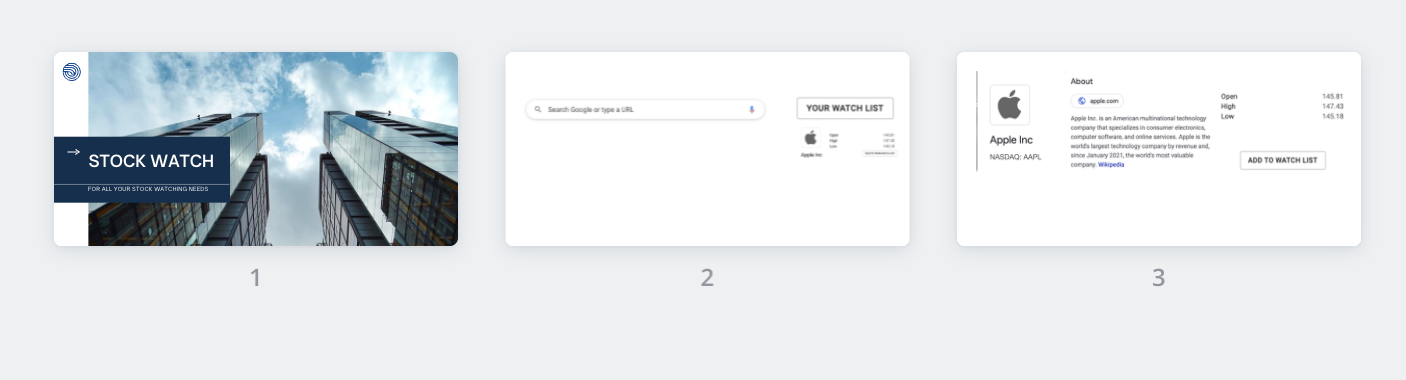 STOCK WATCH
FOR ALL YOUR STOCK WATCHING NEEDS
1
Search Google or type a URL
YOUR WATCH LIST
Open
High
Low
Apple Inc
2
Apple Inc
NASDAQ: AAPL
About
apple.com
Apple Inc. is an American multinational technology
company that specializes in consumer electronics,
computer software, and online services. Apple is the
world's largest technology company by revenue and,
since January 2021, the world's most valuable
company. Wikipedia
Open 145.81
High 147.43
Low 145.18
ADD TO WATCH LIST
3